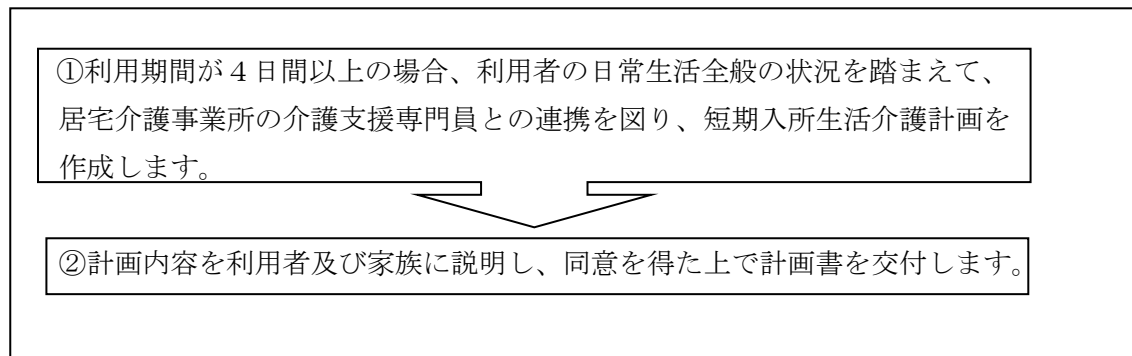 ①利用期間が４日間以上の場合、利用者の日常生活全般の状況を踏まえて、
居宅介護事業所の介護支援専門員との連携を図り、短期入所生活介護計画を
作成します。
②計画内容を利用者及び家族に説明し、同意を得た上で計画書を交付します。